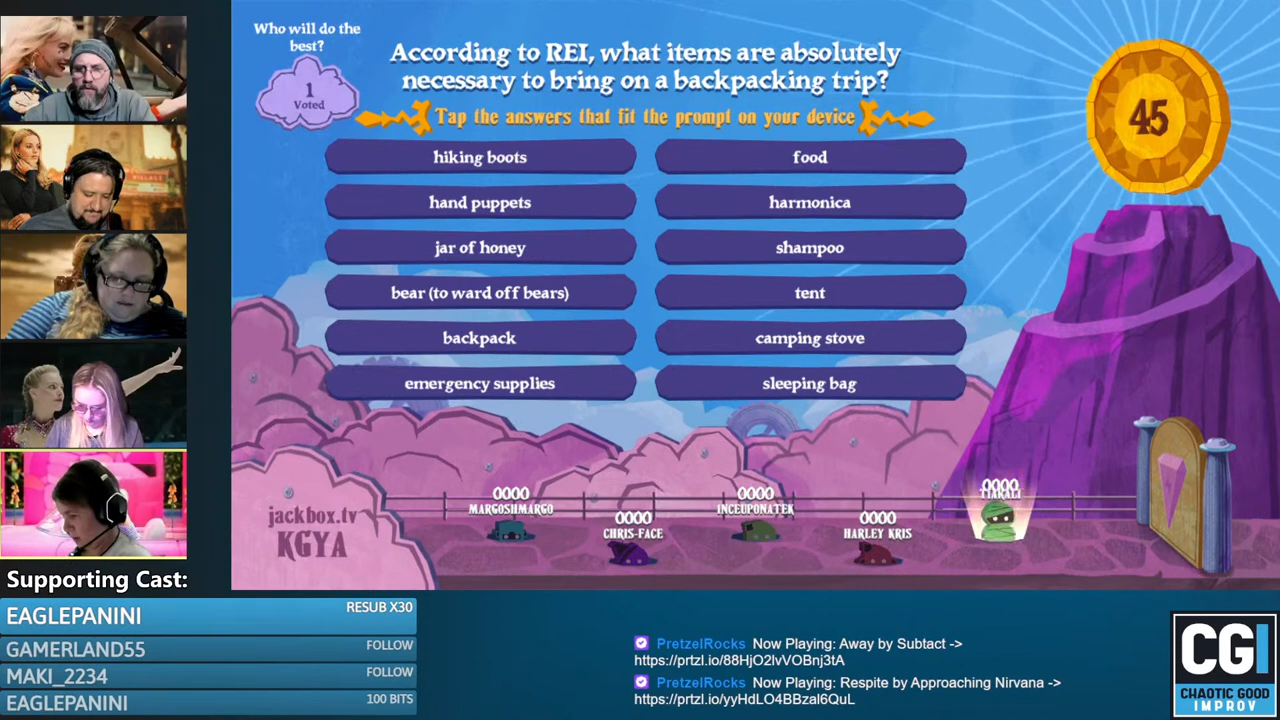 Who will do the
best?
1
Voted
According to REI, what items are absolutely
necessary to bring on a backpacking trip?
Tap the answers that fit the prompt on your device
45
hiking boots
food
hand puppets
harmonica
jar of honey
shampoo
bear (to ward off bears)
tent
backpack
camping stove
emergency supplies
sleeping bag
0000
MARGOSHMARGO
0000
CHRIS-FACE
0000
INCEUPONATEK
0000
HARLEY KRIS
0000
TIAKALI
jackbox.tv
KGYA
Supporting Cast:
EAGLEPANINI RESUB X30
GAMERLAND55 FOLLOW
MAKI_2234 FOLLOW
EAGLEPANINI 100 BITS
PretzelRocks Now Playing: Away by Subtact ->
https://prtzl.io/88HjO2lvVOBnj3tA
PretzelRocks Now Playing: Respite by Approaching Nirvana ->
https://prtzl.io/yyHdLO4BBzal6QuL
CGI
CHAOTIC GOOD
IMPROV